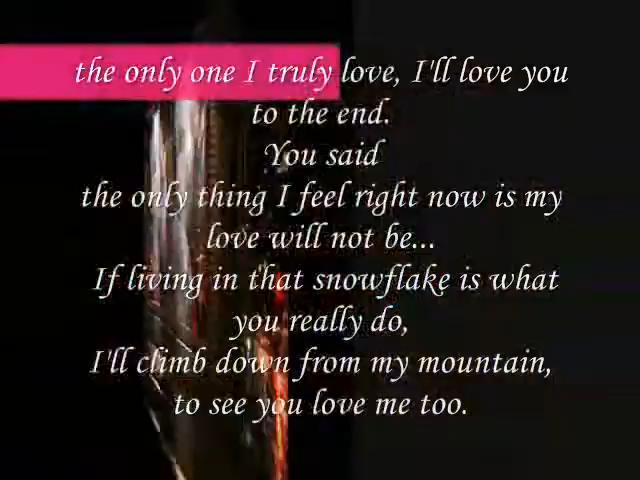 the only one I truly love, I'll love you
to the end.
You said
the only thing I feel right now is my
love will not be...
If living in that snowflake is what
you really do,
I'll climb down from my mountain,
to see you love me too.